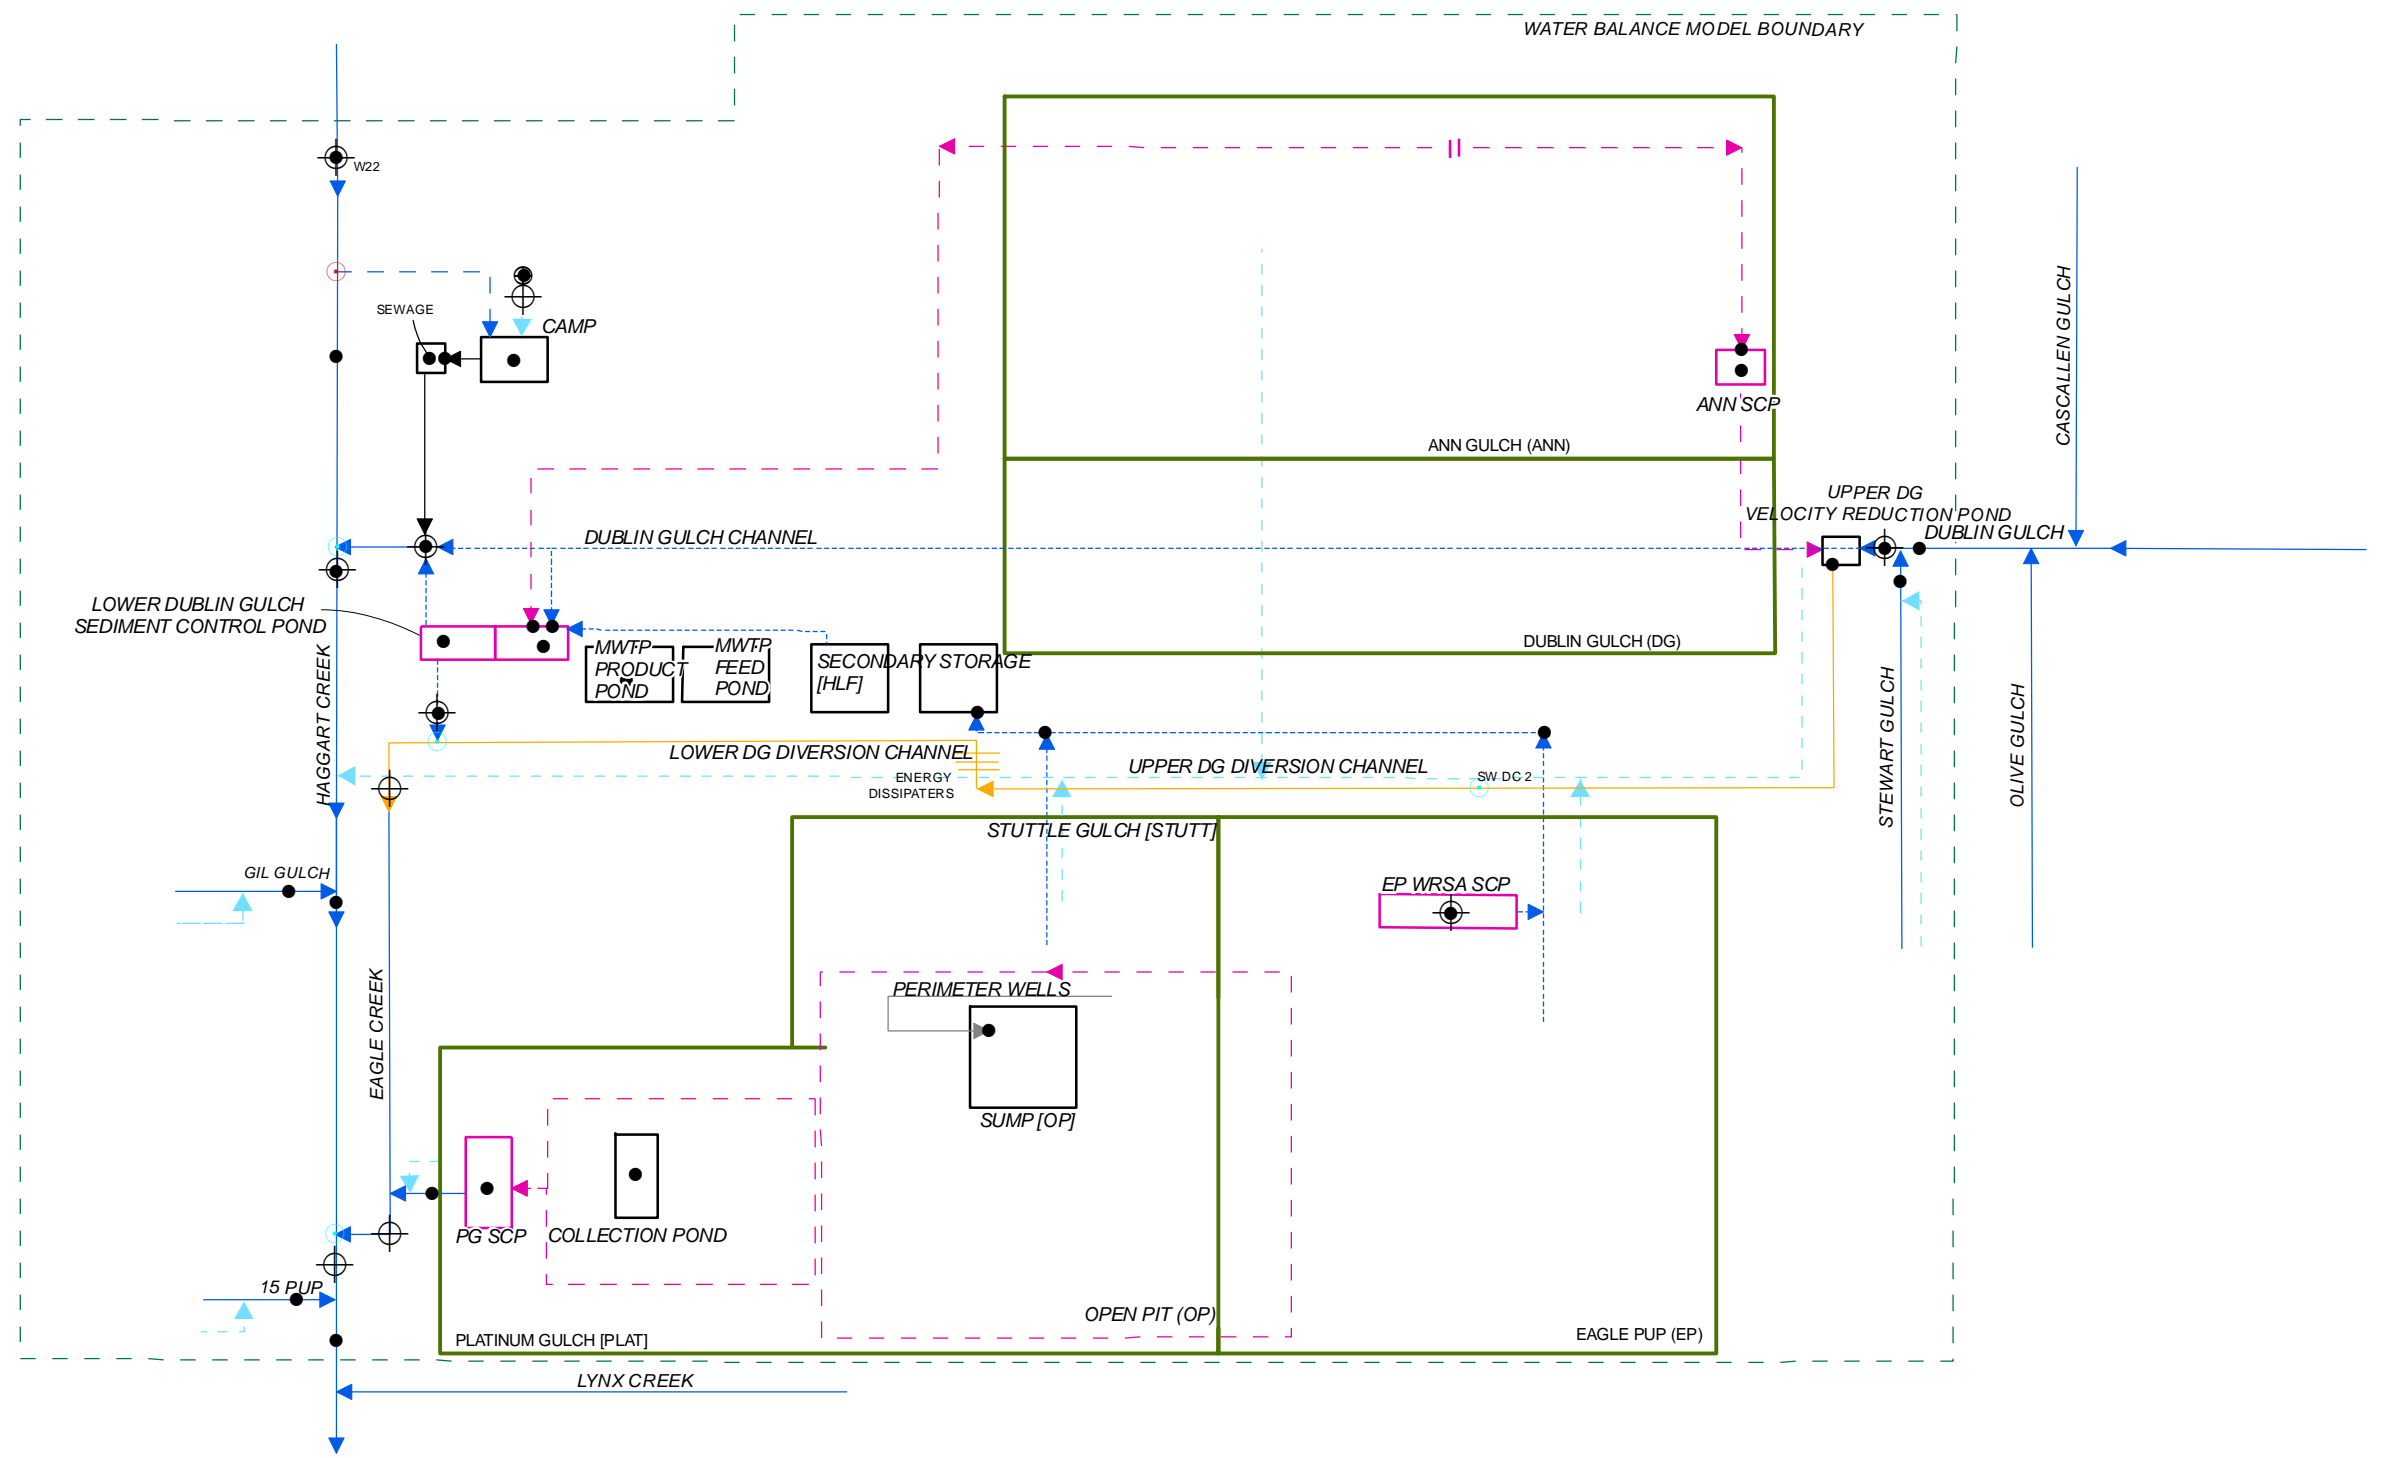 WATER BALANCE MODEL BOUNDARY
W22
SEWAGE
CAMP
CASCALLEN GULCH
ANN SCP
ANN GULCH (ANN)
UPPER DG
VELOCITY REDUCTION POND
DUBLIN GULCH
DUBLIN GULCH CHANNEL
LOWER DUBLIN GULCH
SEDIMENT CONTROL POND
MWTP
PRODUCT
POND
MWTP
FEED
POND
SECONDARY STORAGE
[HLF]
DUBLIN GULCH (DG)
HAGGART CREEK
STEWART GULCH
OLIVE GULCH
LOWER DG DIVERSION CHANNEL
UPPER DG DIVERSION CHANNEL
ENERGY
DISSIPATERS
SW DC 2
STUTTLE GULCH [STUTT]
GIL GULCH
EP WRSA SCP
EAGLE CREEK
PERIMETER WELLS
SUMP [OP]
PG SCP
COLLECTION POND
15 PUP
OPEN PIT (OP)
PLATINUM GULCH [PLAT]
EAGLE PUP (EP)
LYNX CREEK